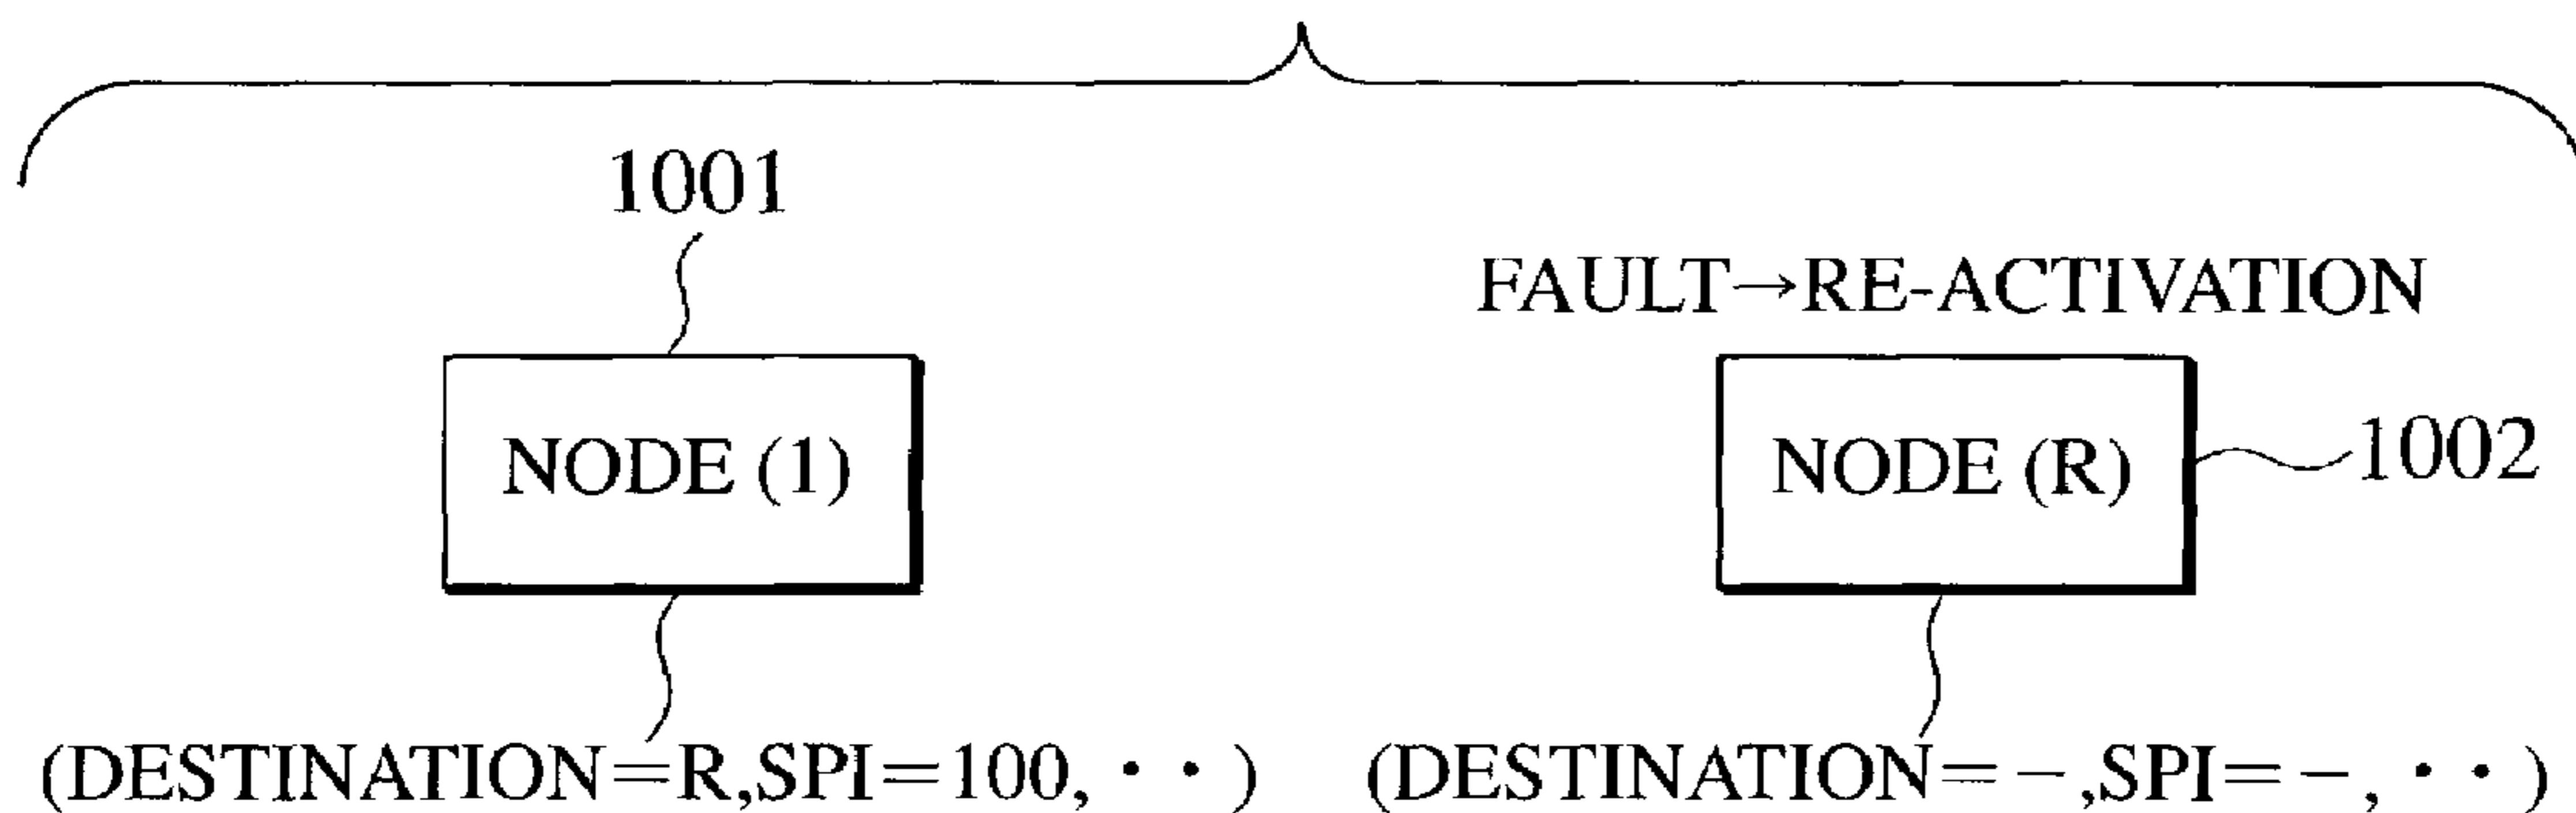 1001
FAULT→RE-ACTIVATION
NODE (1)
NODE (R)
1002
(DESTINATION=R,SPI=100, ・・)
(DESTINATION=−,SPI=−, ・・)